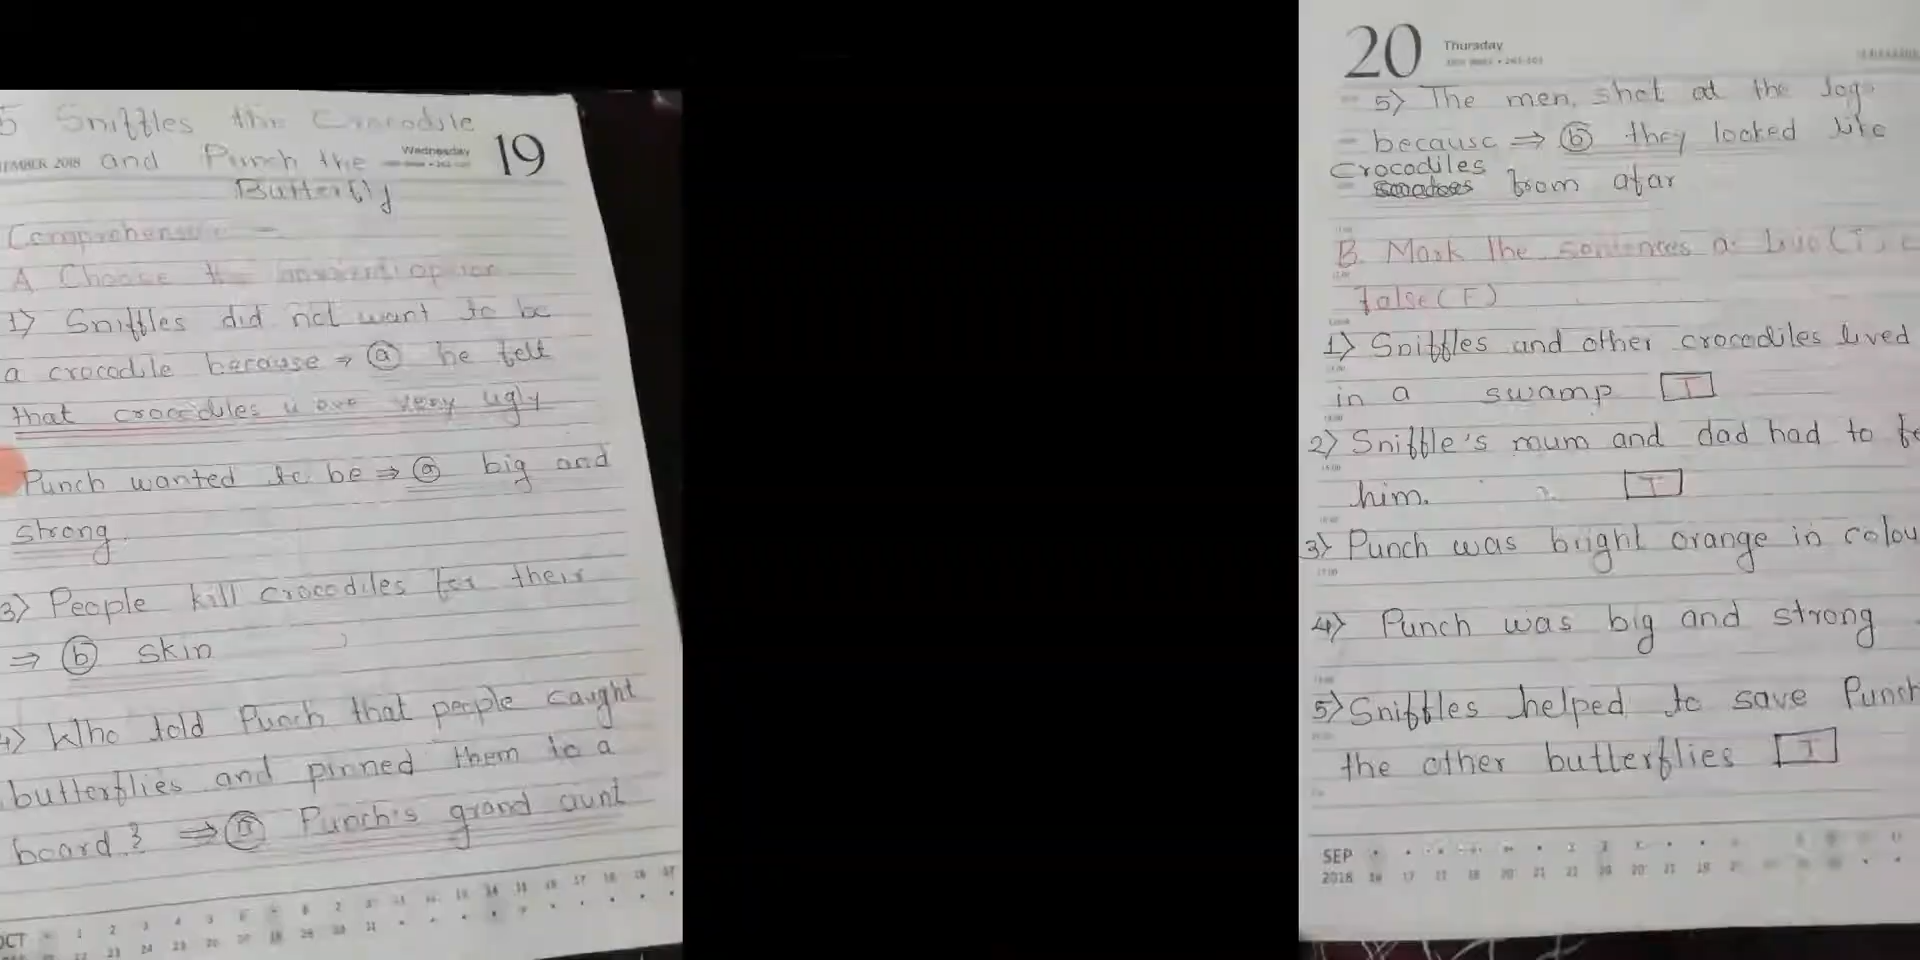 5 Sniffles the Crocodile
and Punch the
Butterfly
2018
Wednesday
19
Comprehension -
A Choose the option
1) Sniffles did not want to be
a crocodile because → ⓐ he felt
that crocodiles were very ugly
Punch wanted to be ⇒ ⓐ big and
strong.
3) People kill crocodiles for their
⇒ ⓑ skin
4) Who told Punch that people caught
butterflies and pinned them to a
board? ⇒ Punch's grand aunt
OCT
20 Thursday
5) The men shot at the log
because ⇒ ⓑ they looked like
crocodiles
from afar
B. Mark the sentences
false (F)
1) Sniffles and other crocodiles lived
in a swamp T
2) Sniffle's mum and dad had to
him. T
3) Punch was bright orange in colou
4) Punch was big and strong
5) Sniffles helped to save Punch
the other butterflies T
SEP
2018